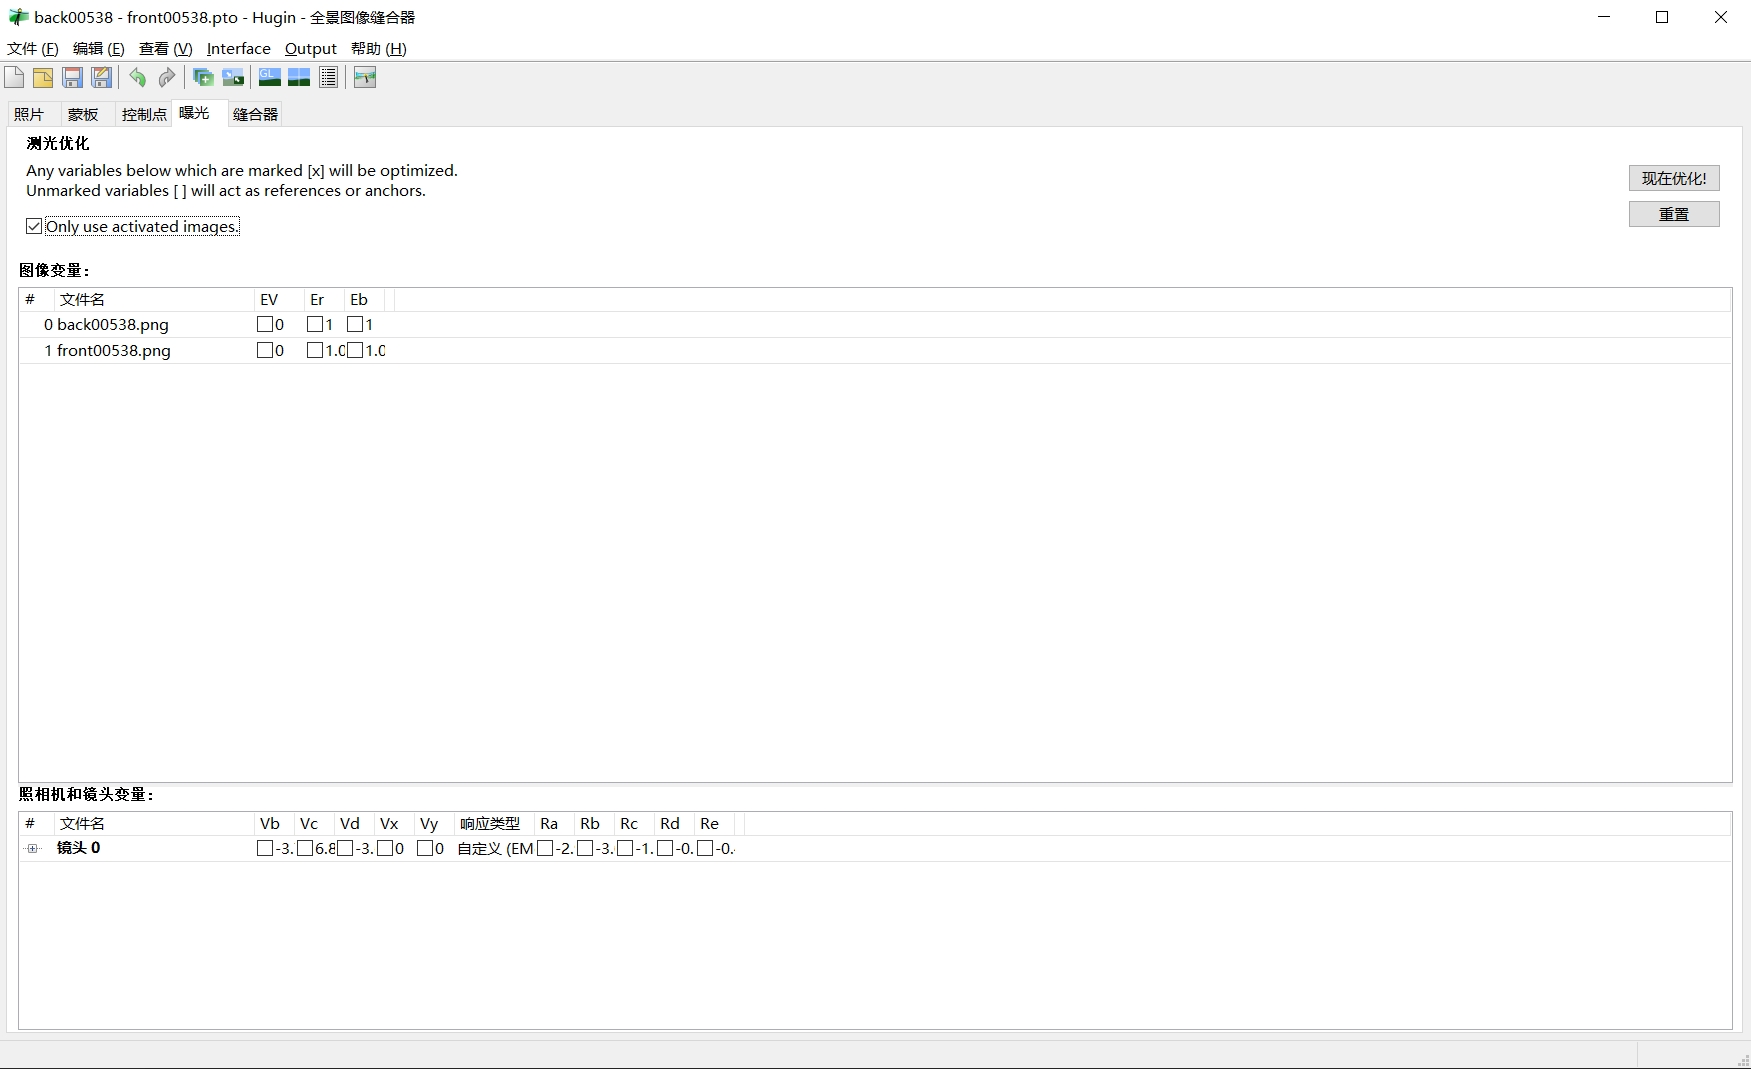 back00538 - front00538.pto - Hugin - 全景图像缝合器
文件 (F) 编辑 (E) 查看 (V) Interface Output 帮助 (H)
照片 蒙板 控制点 曝光 缝合器
测光优化
Any variables below which are marked [x] will be optimized.
Unmarked variables [ ] will act as references or anchors.
现在优化!
重置
Only use activated images.
图像变量：
# 文件名 EV Er Eb
0 back00538.png 0 1 1
1 front00538.png 0 1.0 1.0
照相机和镜头变量：
# 文件名 Vb Vc Vd Vx Vy 响应类型 Ra Rb Rc Rd Re
镜头 0 -3. 6.8 -3. 0 0 自定义 (EM -2. -3. -1. -0. -0.